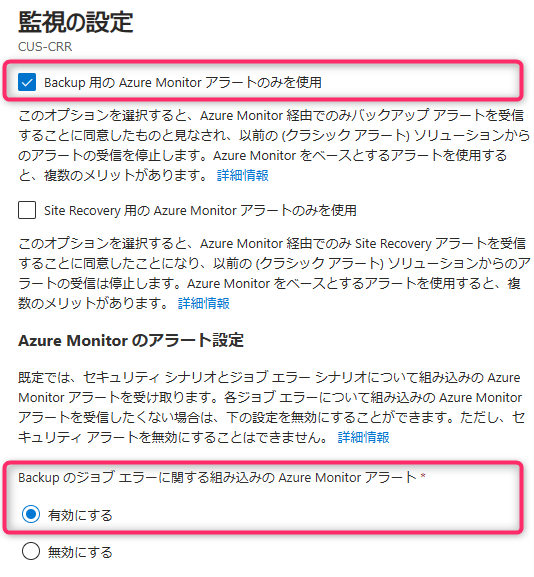 監視の設定
CUS-CRR
Backup 用の Azure Monitor アラートのみを使用
このオプションを選択すると、Azure Monitor 経由でのみバックアップ アラートを受信
することに同意したものと見なされ、以前の (クラシック アラート) ソリューションから
のアラートの受信を停止します。Azure Monitor をベースとするアラートを使用する
と、複数のメリットがあります。 詳細情報
Site Recovery 用の Azure Monitor アラートのみを使用
このオプションを選択すると、Azure Monitor 経由でのみ Site Recovery アラートを受信
することに同意したことになり、以前の (クラシック アラート) ソリューションからのア
ラートの受信は停止します。Azure Monitor をベースとするアラートを使用すると、複
数のメリットがあります。 詳細情報
Azure Monitor のアラート設定
既定では、セキュリティ シナリオとジョブ エラー シナリオについて組み込みの Azure
Monitor アラートを受け取ります。各ジョブ エラーについて組み込みの Azure Monitor
アラートを受信したくない場合は、下の設定を無効にすることができます。ただし、セ
キュリティ アラートを無効にすることはできません。 詳細情報
Backup のジョブ エラーに関する組み込みの Azure Monitor アラート *
有効にする
無効にする